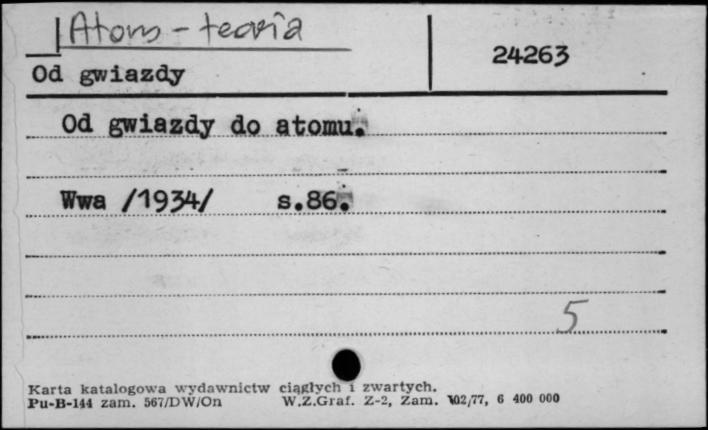 Atom - teoria
24263
Od gwiazdy
Od gwiazdy do atomu.
Wwa /1934/ s.86.
5
Karta katalogowa wydawnictw ciągłych i zwartych.
Pu-B-144 zam. 567/DW/On W.Z.Graf. Z-2, Zam. 102/77, 6 400 000